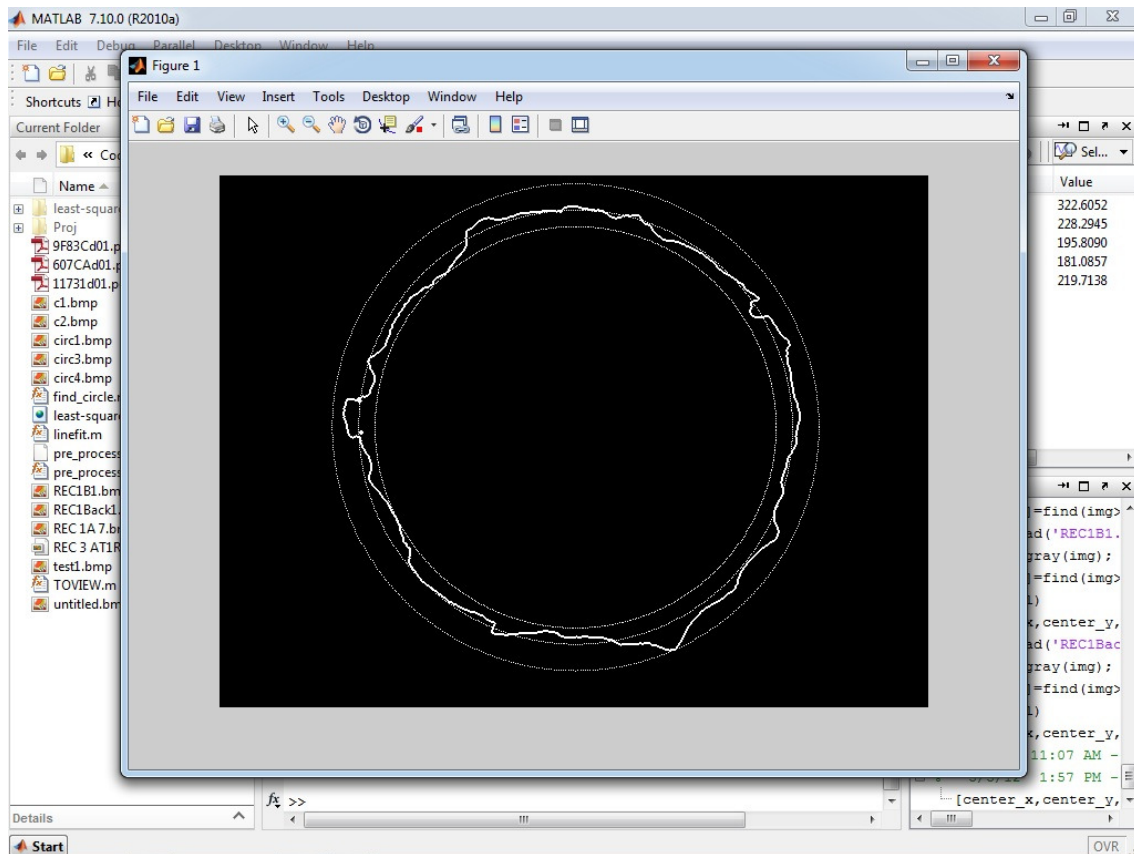 MATLAB 7.10.0 (R2010a)
File Edit Debug Parallel Desktop Window Help
Figure 1
File Edit View Insert Tools Desktop Window Help
Shortcuts
Current Folder
«
Name
least-squar
Proj
9F83Cd01.p
607CAd01.p
11731d01.p
c1.bmp
c2.bmp
circ1.bmp
circ3.bmp
circ4.bmp
find_circle.
least-squar
linefit.m
pre_process
pre_process
REC1B1.bm
REC1Back1.
REC 1A 7.b
REC 3 AT1R
test1.bmp
TOVIEW.m
untitled.bm
Details
Start
Sel...
Value
322.6052
228.2945
195.8090
181.0857
219.7138
]=find(img>
ad('REC1B1.
gray(img);
]=find(img>
x,center_y,
ad('REC1Bac
gray(img);
]=find(img>
x,center_y,
11:07 AM -
1:57 PM -
[center_x,center_y,
fx >>
OVR